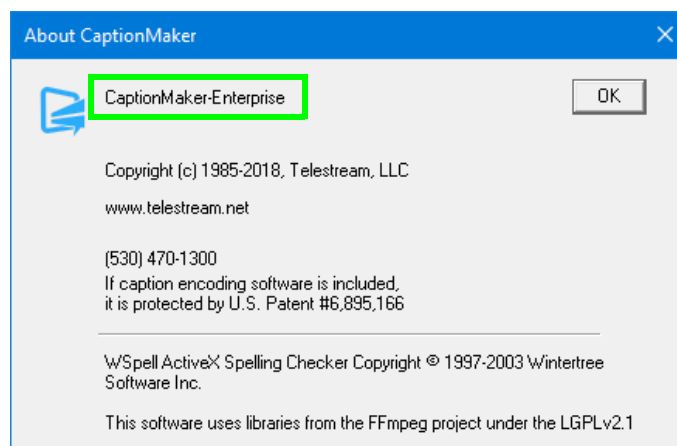 About CaptionMaker
CaptionMaker-Enterprise
OK
Copyright (c) 1985-2018, Telestream, LLC
www.telestream.net
(530) 470-1300
If caption encoding software is included,
it is protected by U.S. Patent #6,895,166
WSpell ActiveX Spelling Checker Copyright © 1997-2003 Wintertree
Software Inc.
This software uses libraries from the FFmpeg project under the LGPLv2.1